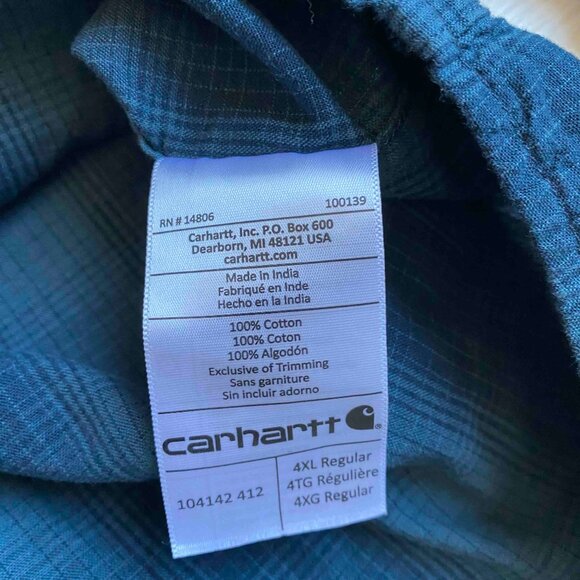 RN # 14806 100139
Carhartt, Inc. P.O. Box 600
Dearborn, MI 48121 USA
carhartt.com
Made in India
Fabriqué en Inde
Hecho en la India
100% Cotton
100% Coton
100% Algodón
Exclusive of Trimming
Sans garniture
Sin incluir adorno
carhartt
104142 412
4XL Regular
4TG Régulière
4XG Regular